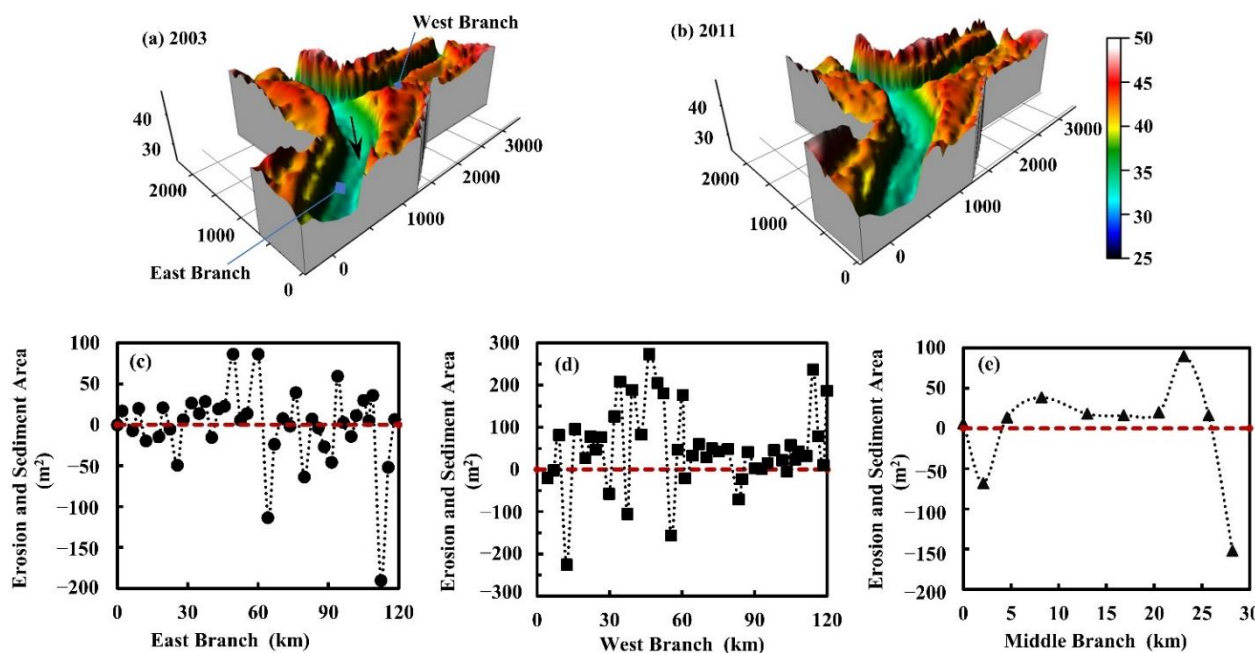 (a) 2003
West Branch
40
30
2000
1000
0
0
1000
2000
3000
East Branch
(b) 2011
40
30
2000
1000
0
0
1000
2000
3000
50
45
40
35
30
25
(c)
Erosion and Sediment Area
(m²)
100
50
0
−50
−100
−150
−200
0 30 60 90 120
East Branch (km)
(d)
Erosion and Sediment Area
(m²)
300
200
100
0
−100
−200
−300
0 30 60 90 120
West Branch (km)
(e)
Erosion and Sediment Area
(m²)
100
50
0
−50
−100
−150
−200
0 5 10 15 20 25 30
Middle Branch (km)